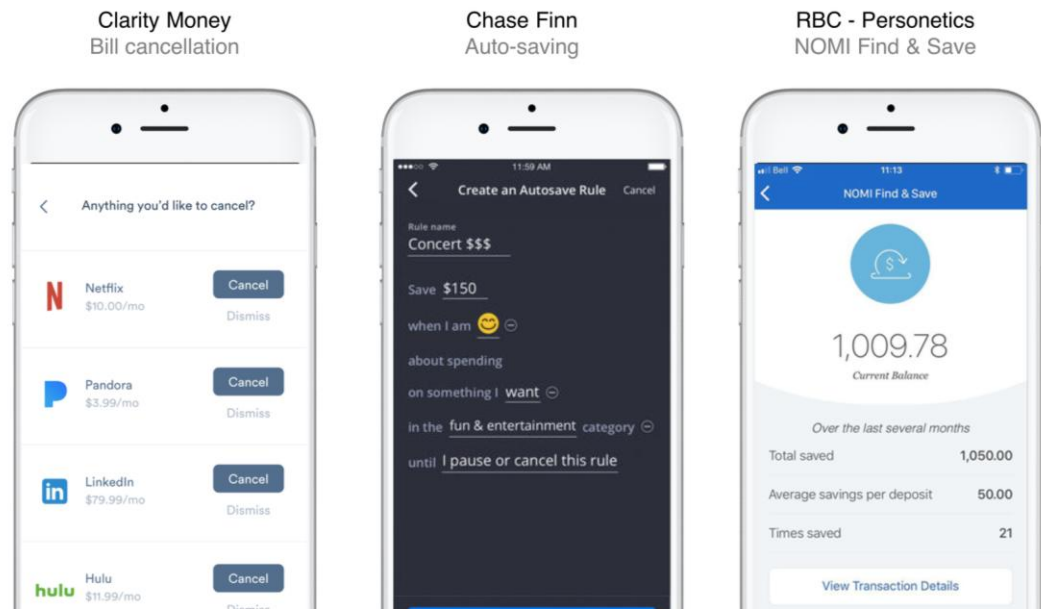 Clarity Money
Bill cancellation
Anything you'd like to cancel?
N
Netflix
$10.00/mo
Cancel
Dismiss
P
Pandora
$3.99/mo
Cancel
Dismiss
in
LinkedIn
$79.99/mo
Cancel
Dismiss
hulu
Hulu
$11.99/mo
Cancel
Dismiss
Chase Finn
Auto-saving
11:59 AM
Create an Autosave Rule Cancel
Rule name
Concert $$$
Save $150
when I am 😊
about spending
on something I want
in the fun & entertainment category
until I pause or cancel this rule
RBC - Personetics
NOMI Find & Save
Bell 11:13
NOMI Find & Save
$
1,009.78
Current Balance
Over the last several months
Total saved 1,050.00
Average savings per deposit 50.00
Times saved 21
View Transaction Details